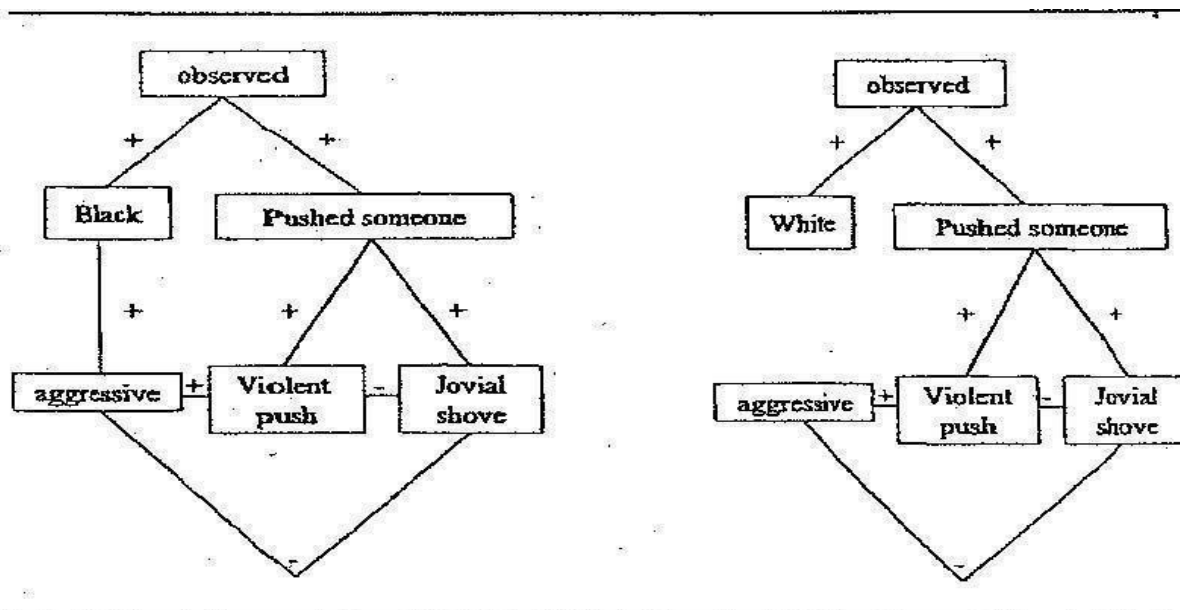 observed
+
+
Black
Pushed someone
+
+
+
aggressive
+
Violent
push
-
Jovial
shove
-
observed
+
+
White
Pushed someone
+
+
aggressive
+
Violent
push
-
Jovial
shove
-